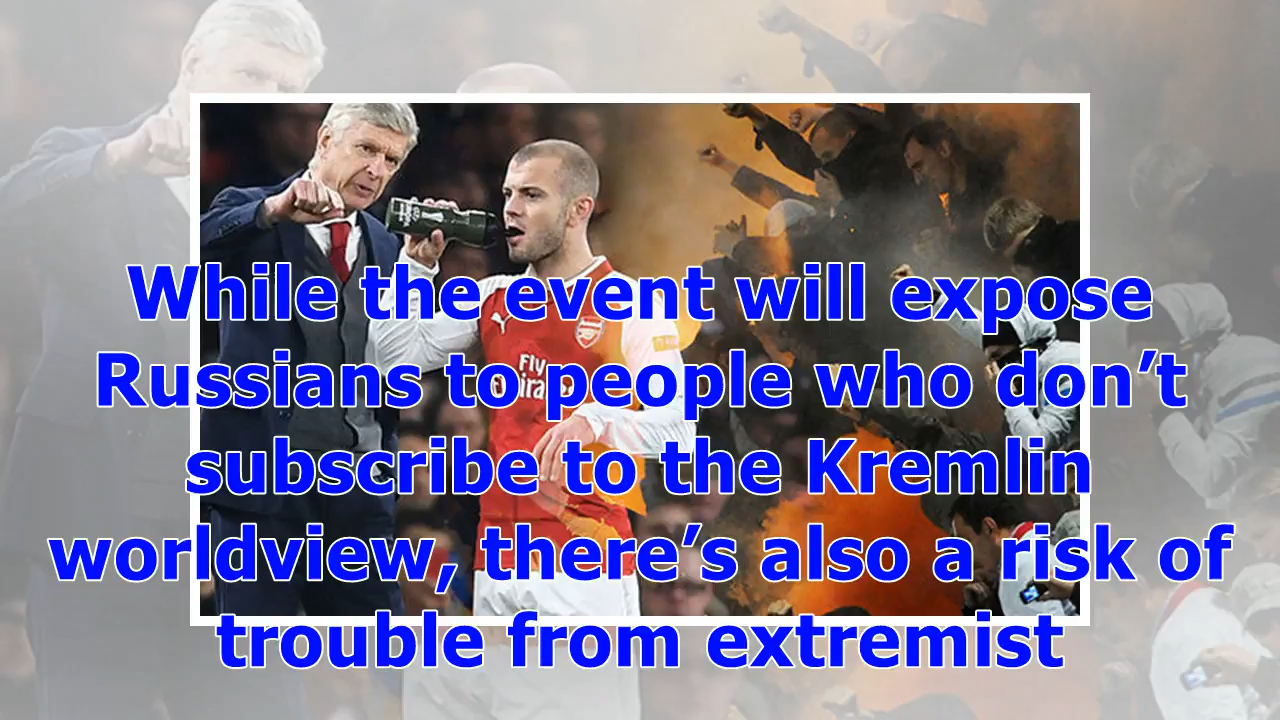 While the event will expose
Russians to people who don’t
subscribe to the Kremlin
worldview, there’s also a risk of
trouble from extremist
Fly